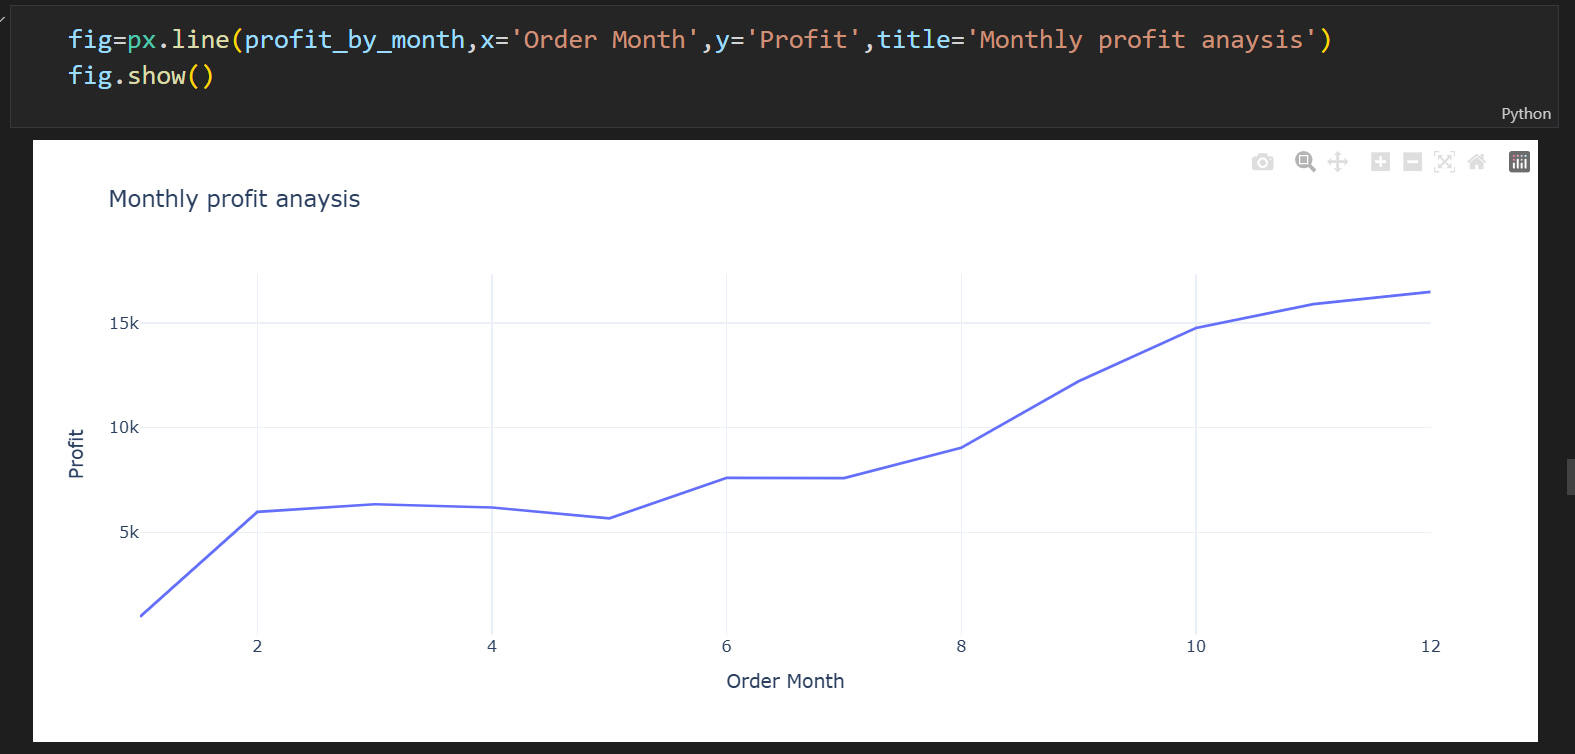 fig=px.line(profit_by_month,x='Order Month',y='Profit',title='Monthly profit anaysis')
fig.show()
Python
Monthly profit anaysis
15k
10k
5k
Profit
2 4 6 8 10 12
Order Month